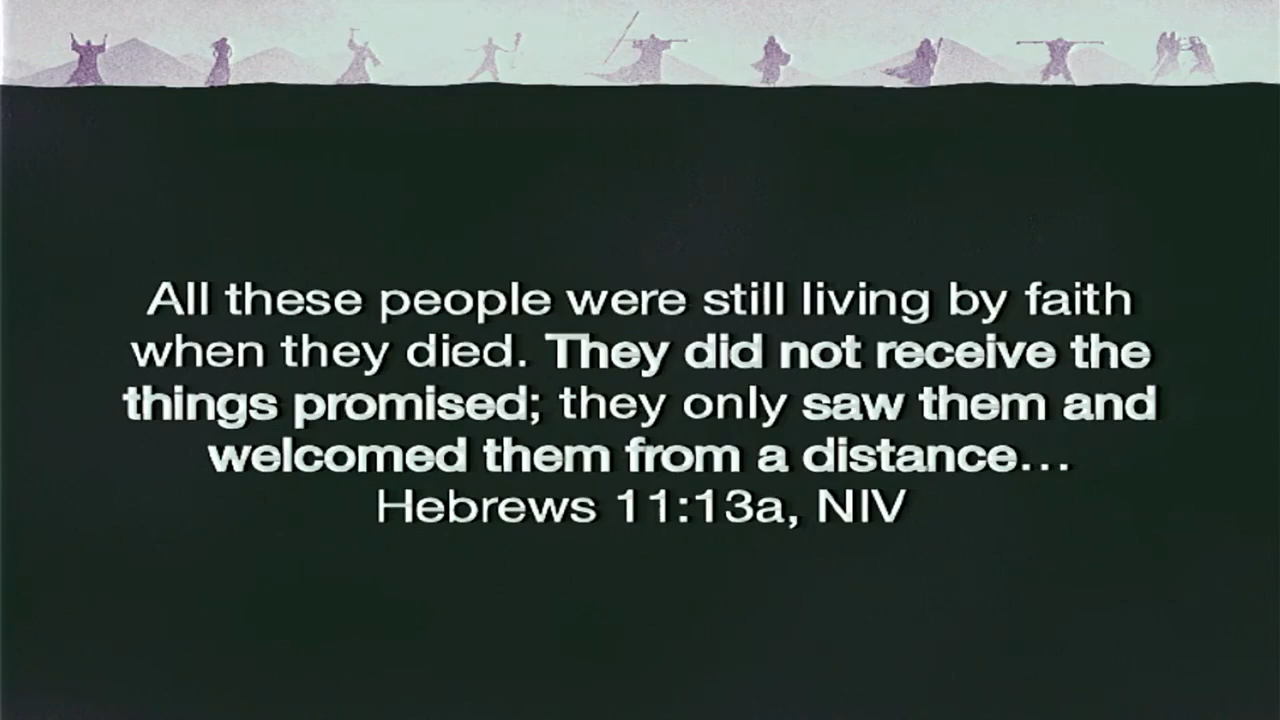 All these people were still living by faith
when they died. They did not receive the
things promised; they only saw them and
welcomed them from a distance...
Hebrews 11:13a, NIV